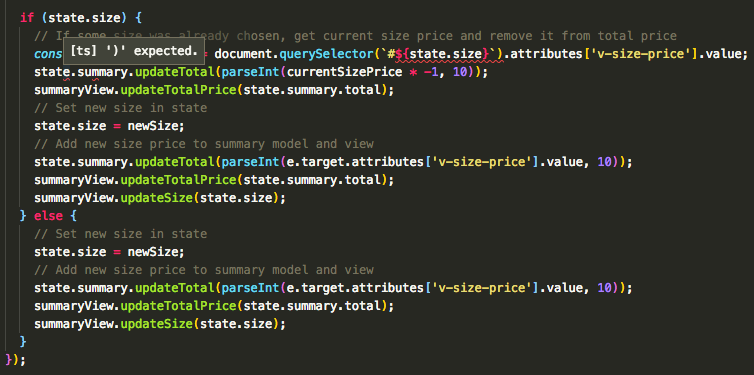 if (state.size) {
// If some size was already chosen, get current size price and remove it from total price
[ts] ')' expected.
cons = document.querySelector(`#${state.size}`).attributes['v-size-price'].value;
state.summary.updateTotal(parseInt(currentSizePrice * -1, 10));
summaryView.updateTotalPrice(state.summary.total);
// Set new size in state
state.size = newSize;
// Add new size price to summary model and view
state.summary.updateTotal(parseInt(e.target.attributes['v-size-price'].value, 10));
summaryView.updateTotalPrice(state.summary.total);
summaryView.updateSize(state.size);
} else {
// Set new size in state
state.size = newSize;
// Add new size price to summary model and view
state.summary.updateTotal(parseInt(e.target.attributes['v-size-price'].value, 10));
summaryView.updateTotalPrice(state.summary.total);
summaryView.updateSize(state.size);
}
});